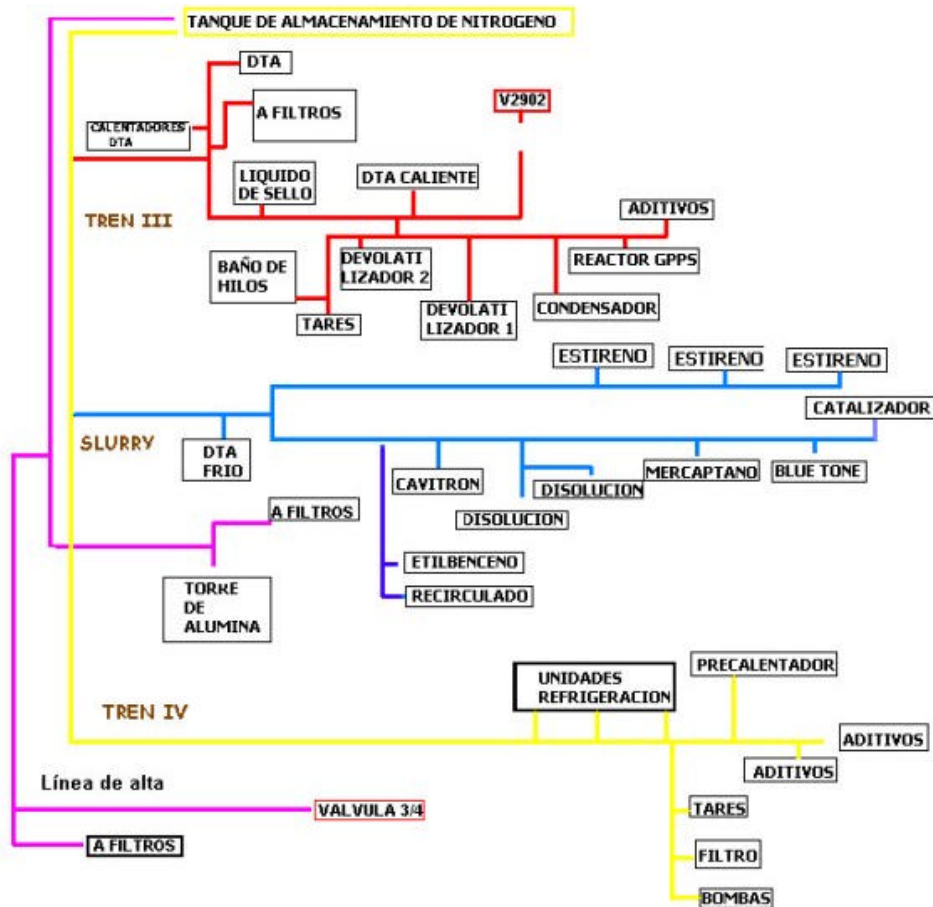 TANQUE DE ALMACENAMIENTO DE NITROGENO
DTA
A FILTROS
V2902
CALENTADORES
DTA
LIQUIDO
DE SELLO
DTA CALIENTE
TREN III
ADITIVOS
BAÑO DE
HILOS
DEVOLATI
LIZADOR 2
REACTOR GPPS
TARES
DEVOLATI
LIZADOR 1
CONDENSADOR
ESTIRENO
ESTIRENO
ESTIRENO
CATALIZADOR
SLURRY
DTA
FRIO
CAVITRON
DISOLUCION
MERCAPTANO
BLUE TONE
A FILTROS
DISOLUCION
ETILBENCENO
RECIRCULADO
TORRE
DE
ALUMINA
UNIDADES
REFRIGERACION
PRECALENTADOR
TREN IV
ADITIVOS
ADITIVOS
Línea de alta
VALVULA 3/4
TARES
A FILTROS
FILTRO
BOMBAS